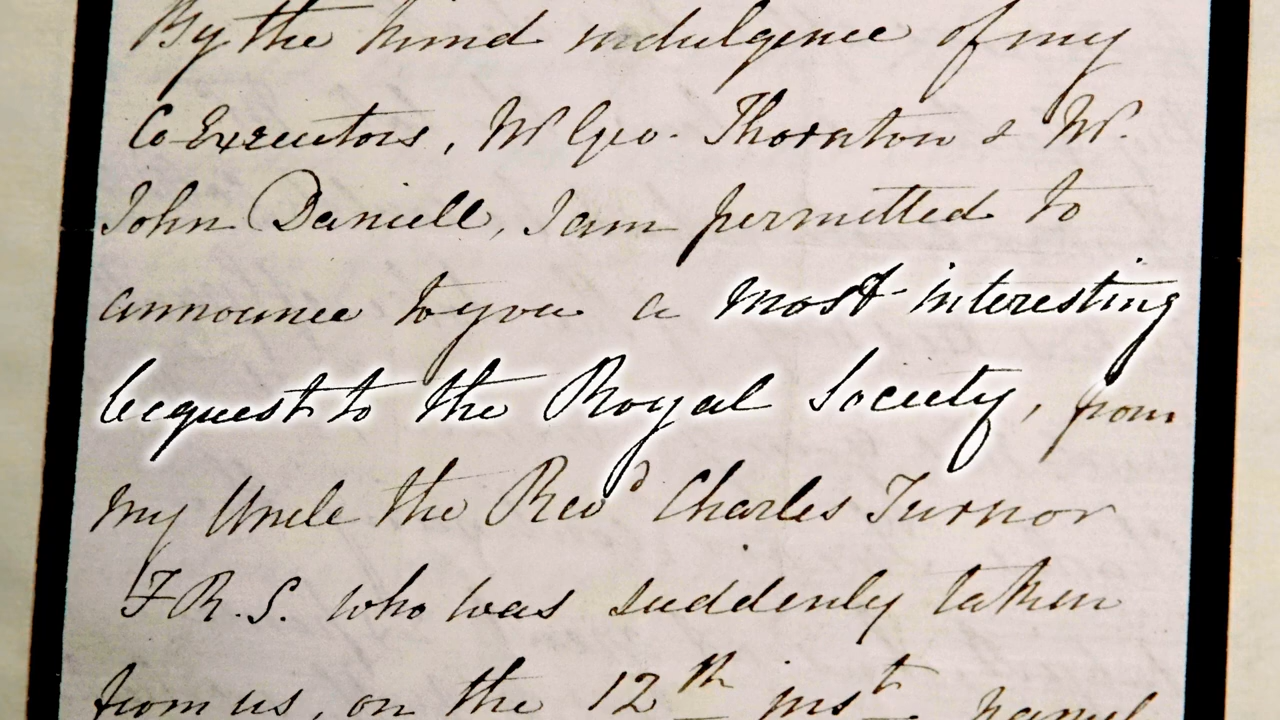 By the kind indulgence of my
Co-Executors, Mr Geo. Thornton & Mr.
John Daniell, I am permitted to
announce to you a most interesting
bequest to the Royal Society, from
my Uncle the Revd Charles Turnor
F.R.S. who was suddenly taken
from us, on the 12th inst